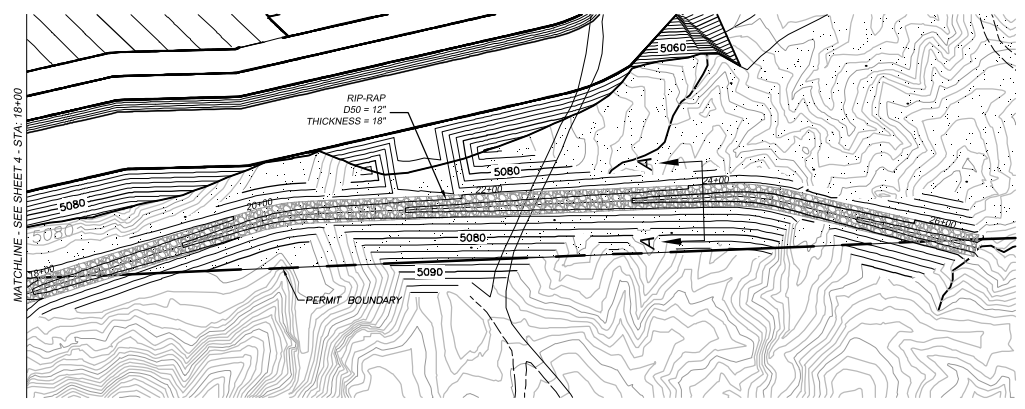 5060
RIP-RAP
D50 = 12"
THICKNESS = 18"
MATCHLINE - SEE SHEET 4 - STA: 18+00
A
5080
24+00
22+00
5080
20+00
5080
26+00
5080
A
18+00
5090
PERMIT BOUNDARY